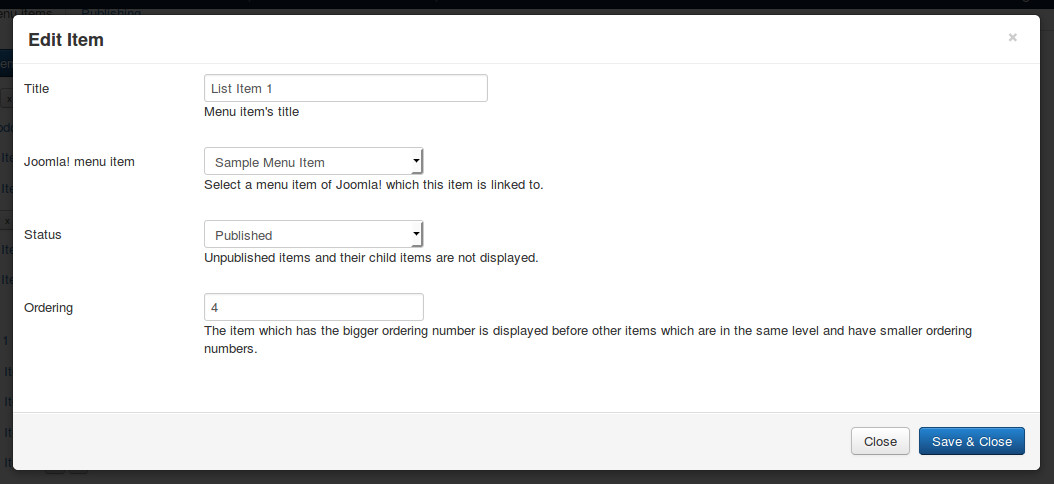 Publishing
Edit Item
×
Title
List Item 1
Menu item's title
Joomla! menu item
Sample Menu Item
Select a menu item of Joomla! which this item is linked to.
Status
Published
Unpublished items and their child items are not displayed.
Ordering
4
The item which has the bigger ordering number is displayed before other items which are in the same level and have smaller ordering
numbers.
Close
Save & Close